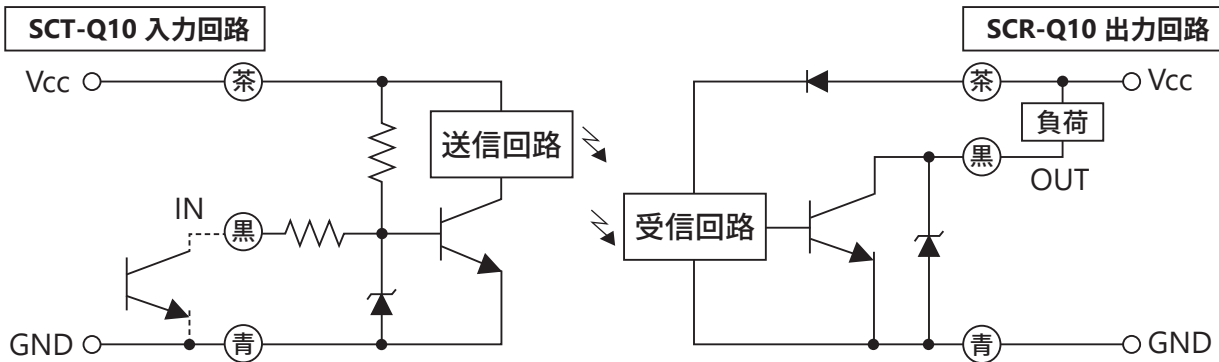 SCT-Q10 入力回路
Vcc
茶
送信回路
IN
黒
GND
青
SCR-Q10 出力回路
茶
Vcc
負荷
黒
OUT
受信回路
青
GND